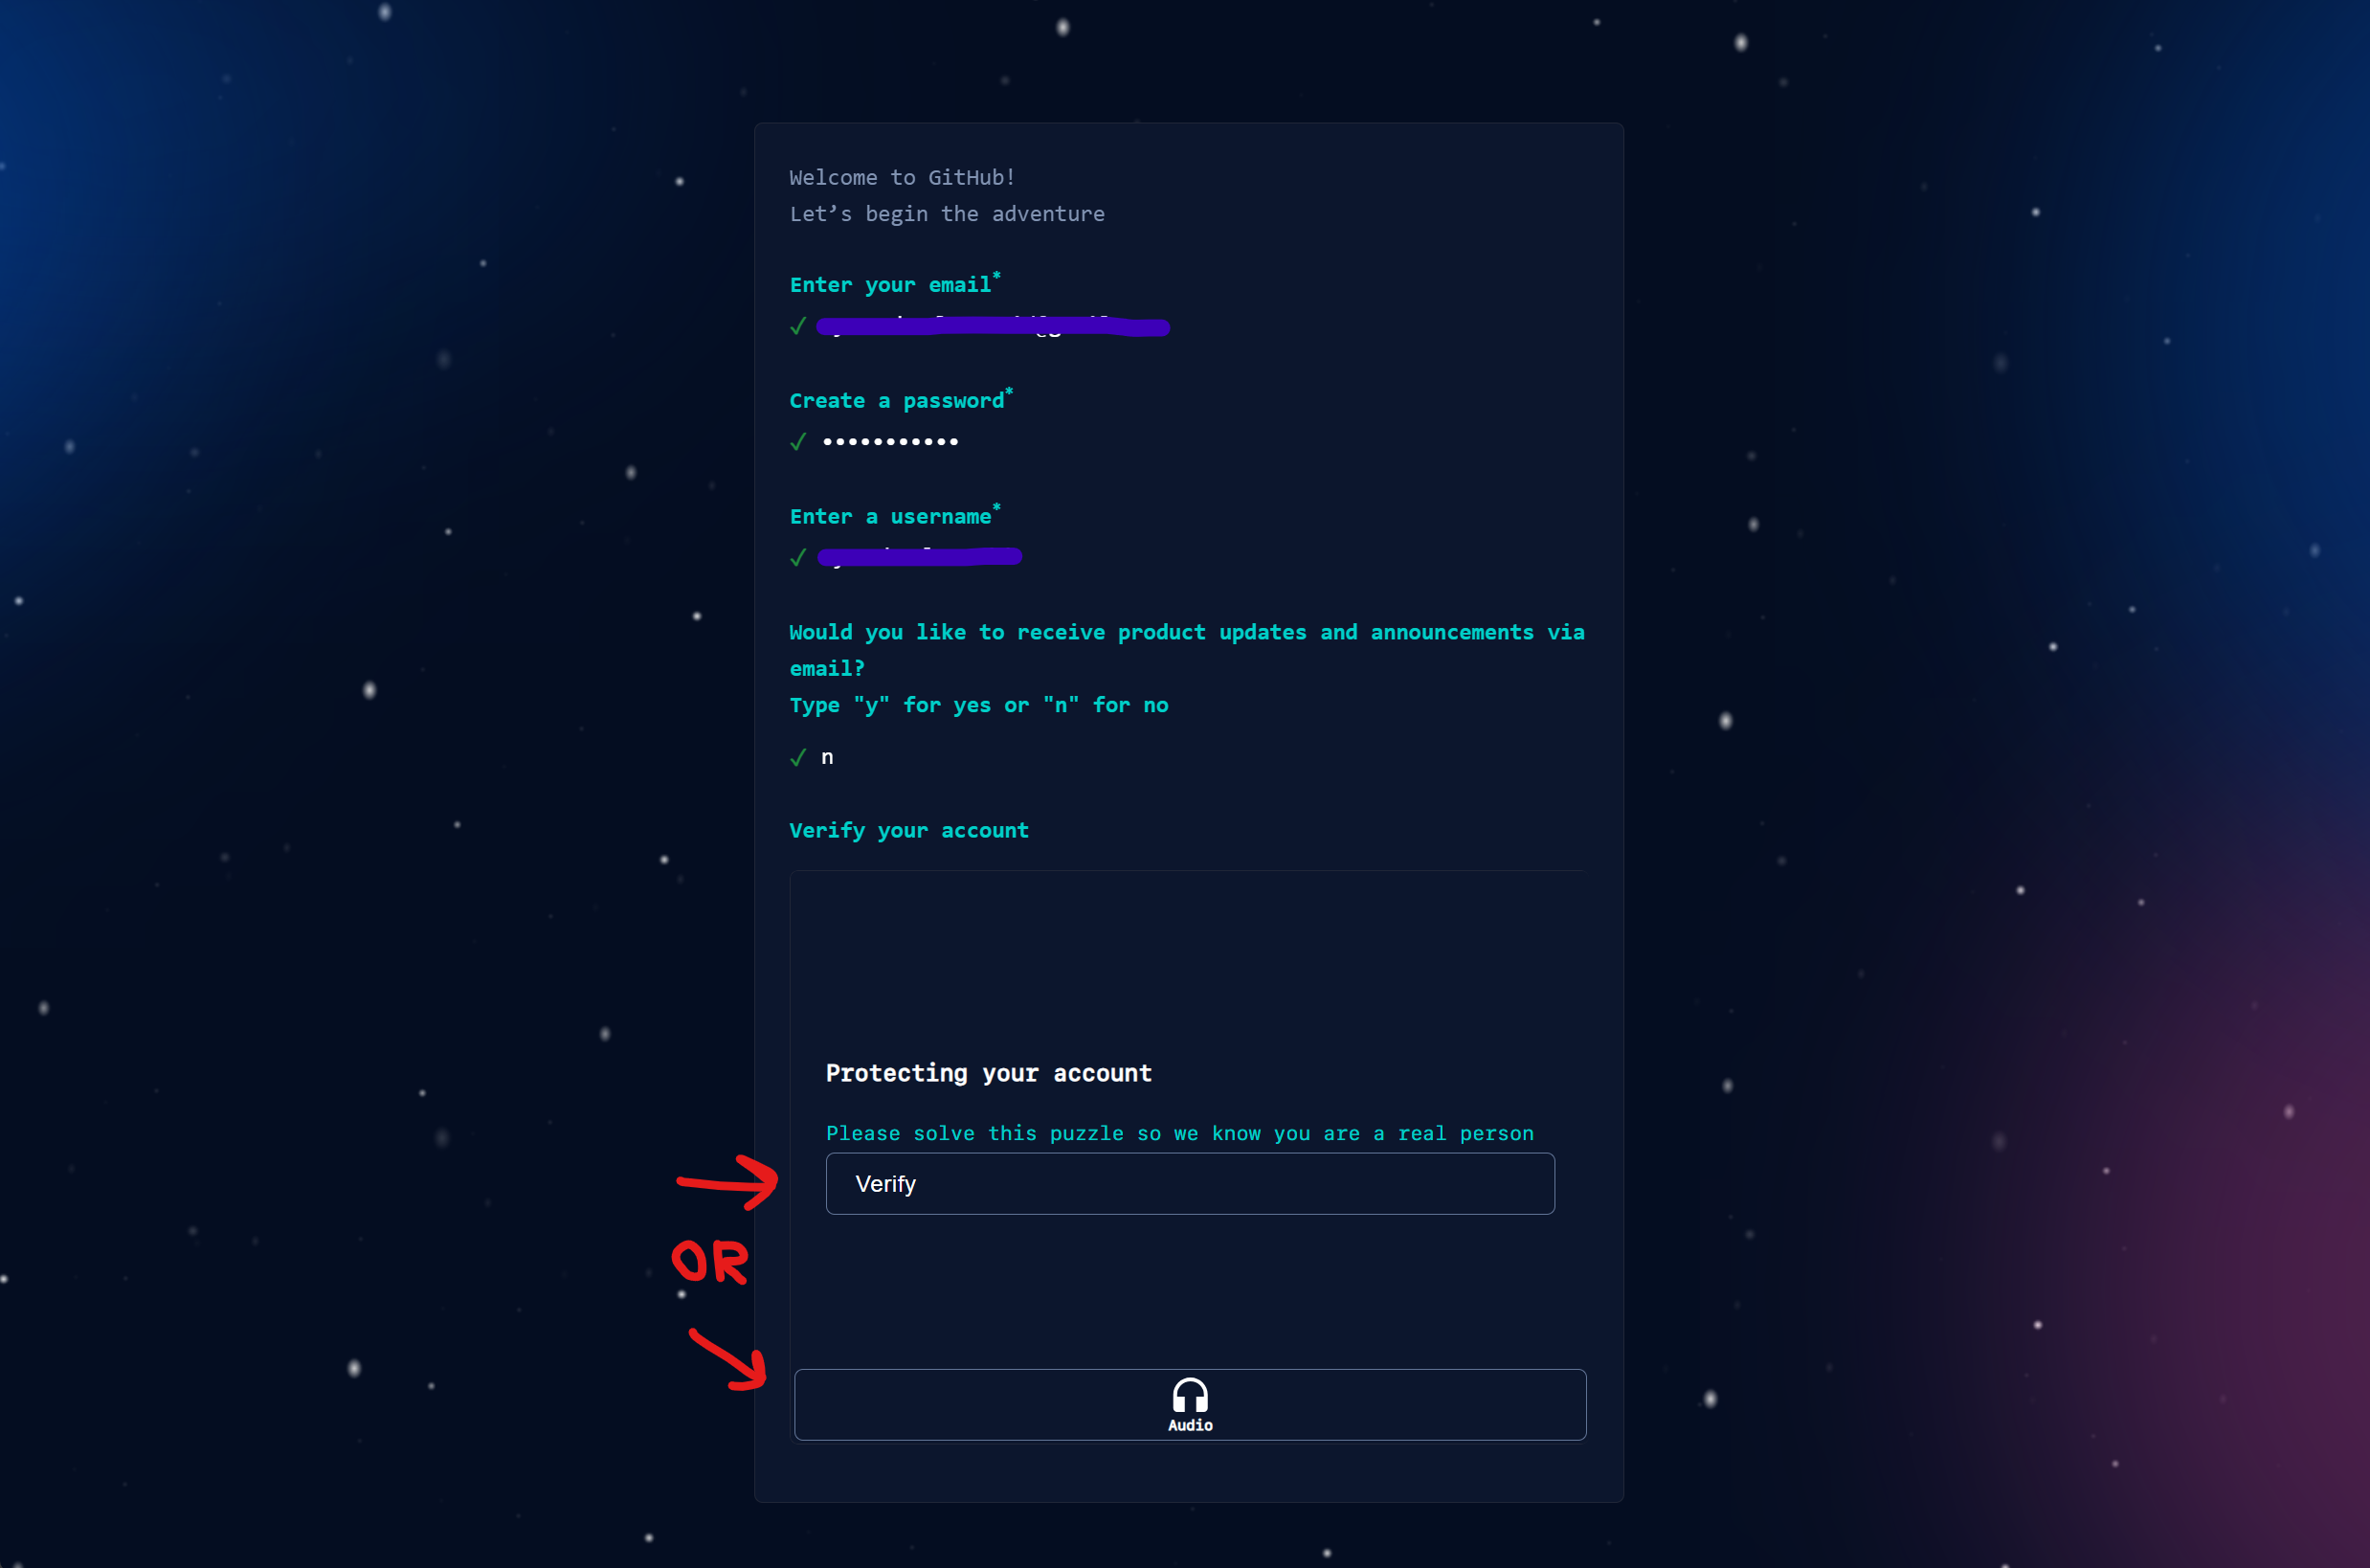 Welcome to GitHub!
Let’s begin the adventure
Enter your email*
✓
Create a password*
✓ •••••••••••
Enter a username*
✓
Would you like to receive product updates and announcements via
email?
Type "y" for yes or "n" for no
✓ n
Verify your account
Protecting your account
Please solve this puzzle so we know you are a real person
Verify
OR
Audio